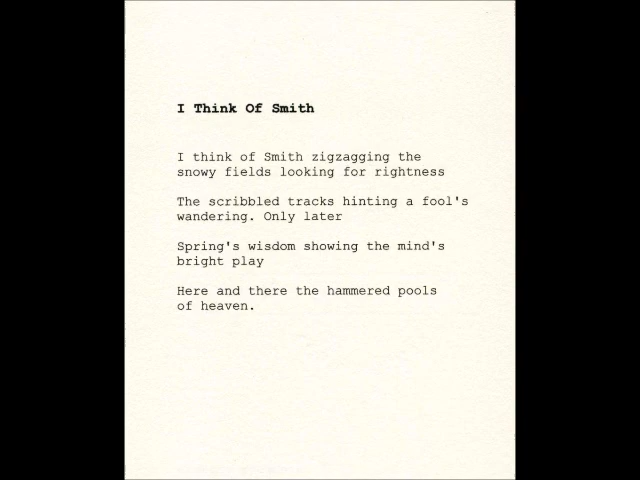 I Think Of Smith
I think of Smith zigzagging the
snowy fields looking for rightness
The scribbled tracks hinting a fool's
wandering. Only later
Spring's wisdom showing the mind's
bright play
Here and there the hammered pools
of heaven.